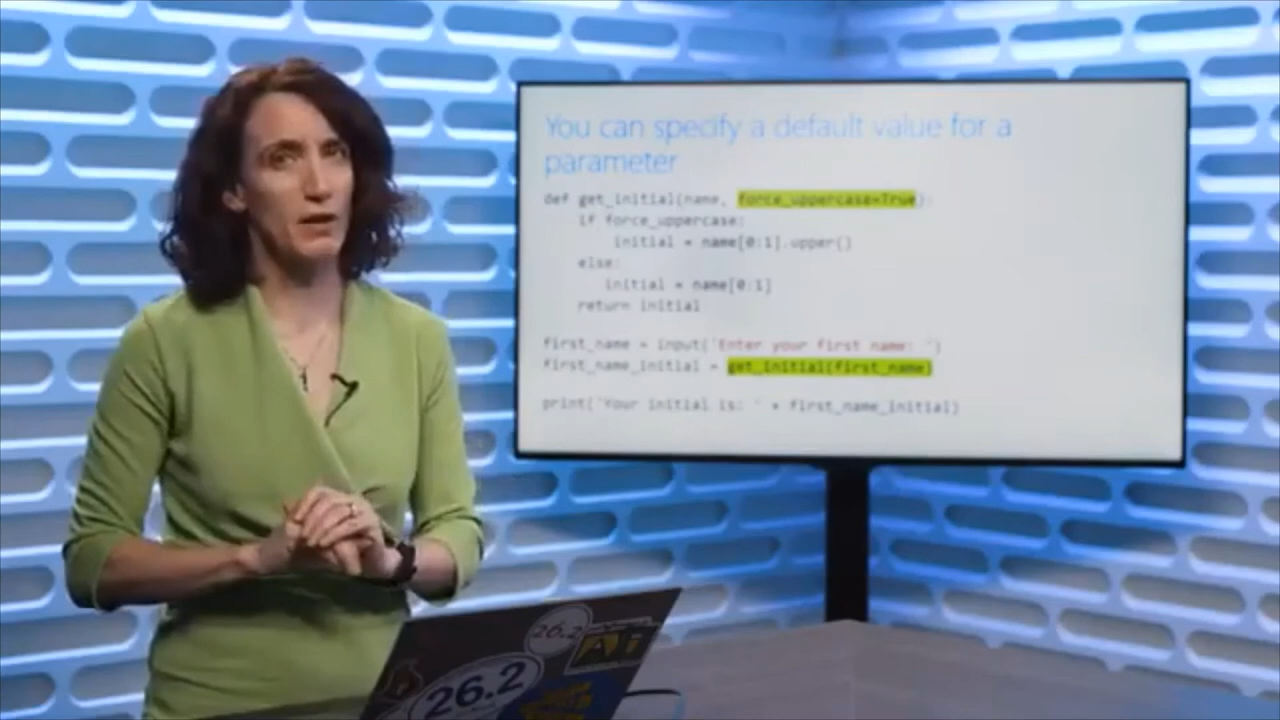 You can specify a default value for a
parameter
def get_initial(name, force_uppercase=True):
if force_uppercase:
initial = name[0:1].upper()
else:
initial = name[0:1]
return initial
first_name = input('Enter your first name: ')
first_name_initial = get_initial(first_name)
print('Your initial is: ' + first_name_initial)
26.2
Ai
26.2